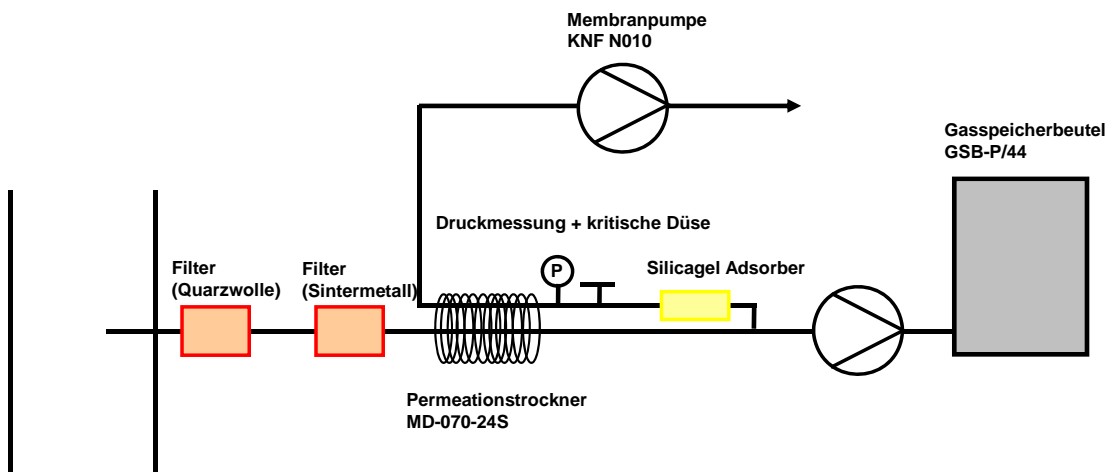 Membranpumpe
KNF N010
Gasspeicherbeutel
GSB-P/44
Druckmessung + kritische Düse
Filter
(Quarzwolle)
Filter
(Sintermetall)
P
Silicagel Adsorber
Permeationstrockner
MD-070-24S